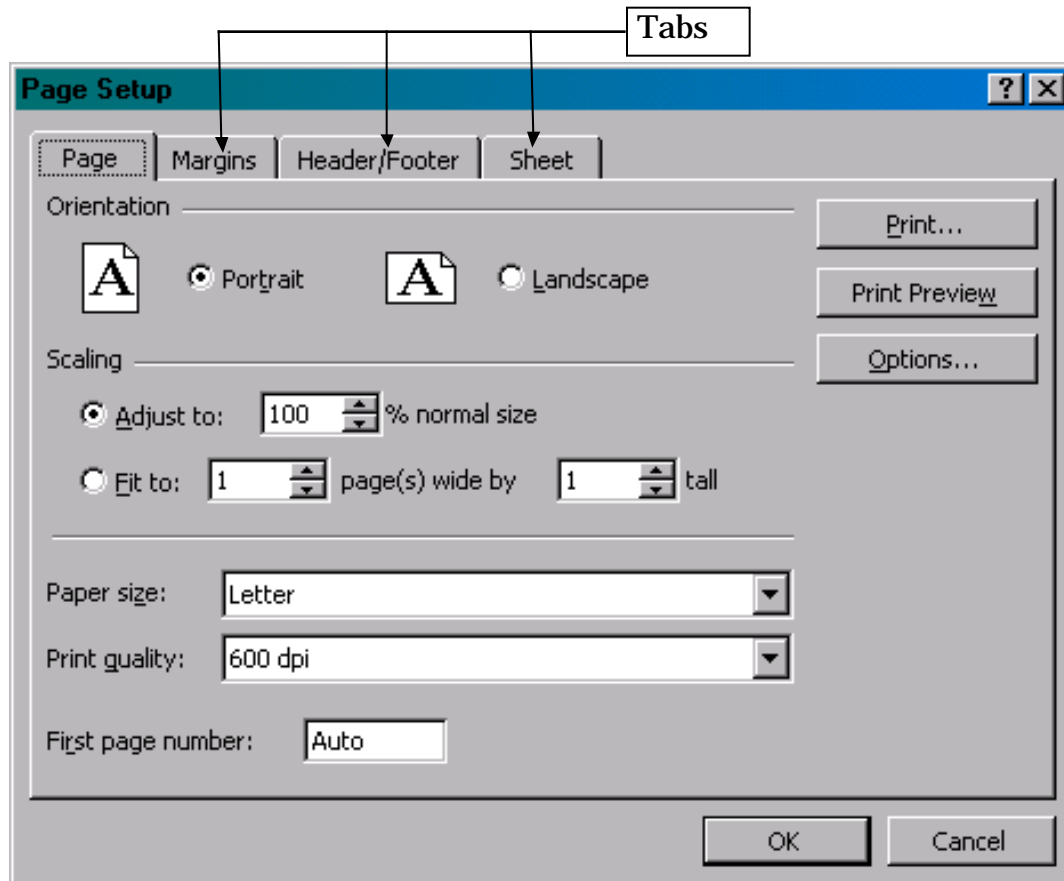 Tabs
Page Setup
? X
Page Margins Header/Footer Sheet
Orientation
Print...
A Portrait A Landscape
Print Preview
Scaling
Options...
Adjust to: 100 % normal size
Fit to: 1 page(s) wide by 1 tall
Paper size: Letter
Print quality: 600 dpi
First page number: Auto
OK Cancel